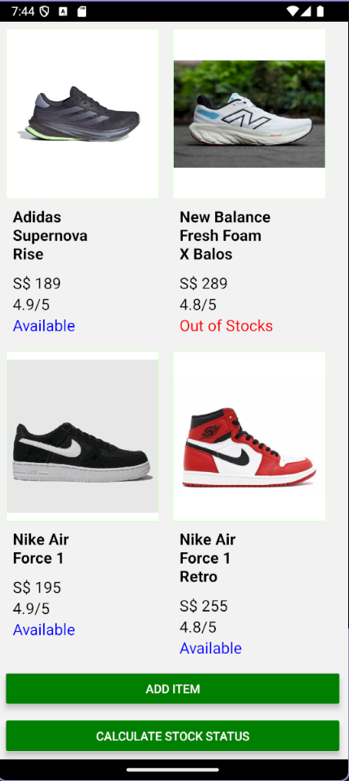 7:44
Adidas
Supernova
Rise
S$ 189
4.9/5
Available
New Balance
Fresh Foam
X Balos
S$ 289
4.8/5
Out of Stocks
Nike Air
Force 1
S$ 195
4.9/5
Available
Nike Air
Force 1
Retro
S$ 255
4.8/5
Available
ADD ITEM
CALCULATE STOCK STATUS